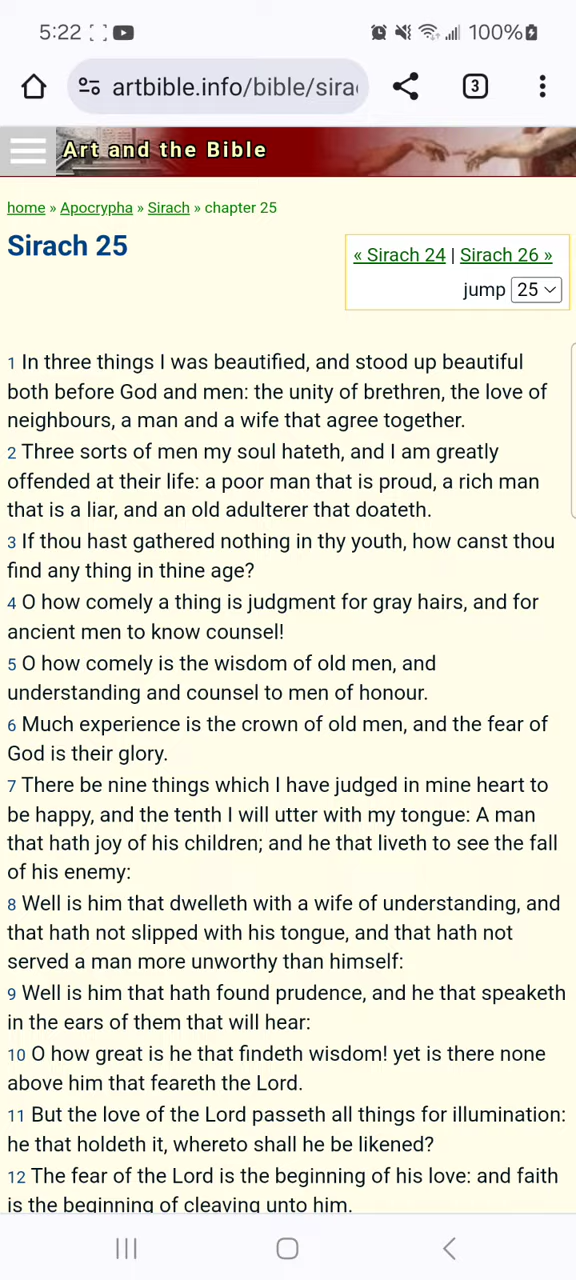 5:22
100%
artbible.info/bible/sira
3
Art and the Bible
home » Apocrypha » Sirach » chapter 25
Sirach 25
« Sirach 24 | Sirach 26 »
jump 25
1 In three things I was beautified, and stood up beautiful
both before God and men: the unity of brethren, the love of
neighbours, a man and a wife that agree together.
2 Three sorts of men my soul hateth, and I am greatly
offended at their life: a poor man that is proud, a rich man
that is a liar, and an old adulterer that doateth.
3 If thou hast gathered nothing in thy youth, how canst thou
find any thing in thine age?
4 O how comely a thing is judgment for gray hairs, and for
ancient men to know counsel!
5 O how comely is the wisdom of old men, and
understanding and counsel to men of honour.
6 Much experience is the crown of old men, and the fear of
God is their glory.
7 There be nine things which I have judged in mine heart to
be happy, and the tenth I will utter with my tongue: A man
that hath joy of his children; and he that liveth to see the fall
of his enemy:
8 Well is him that dwelleth with a wife of understanding, and
that hath not slipped with his tongue, and that hath not
served a man more unworthy than himself:
9 Well is him that hath found prudence, and he that speaketh
in the ears of them that will hear:
10 O how great is he that findeth wisdom! yet is there none
above him that feareth the Lord.
11 But the love of the Lord passeth all things for illumination:
he that holdeth it, whereto shall he be likened?
12 The fear of the Lord is the beginning of his love: and faith
is the beginning of cleaving unto him.